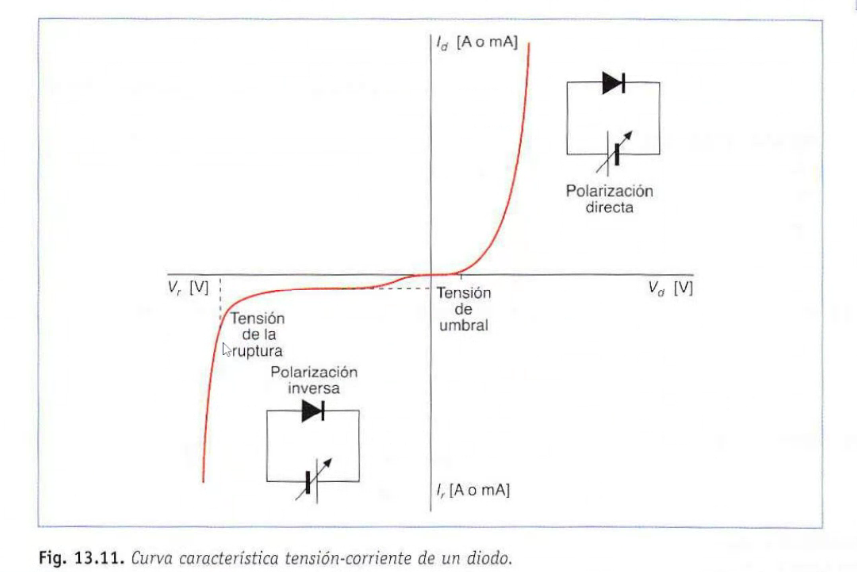 I_d [A o mA]
Polarización
directa
V_r [V]
V_d [V]
Tensión
de
umbral
Tensión
de la
ruptura
Polarización
inversa
I_r [A o mA]
Fig. 13.11. Curva característica tensión-corriente de un diodo.